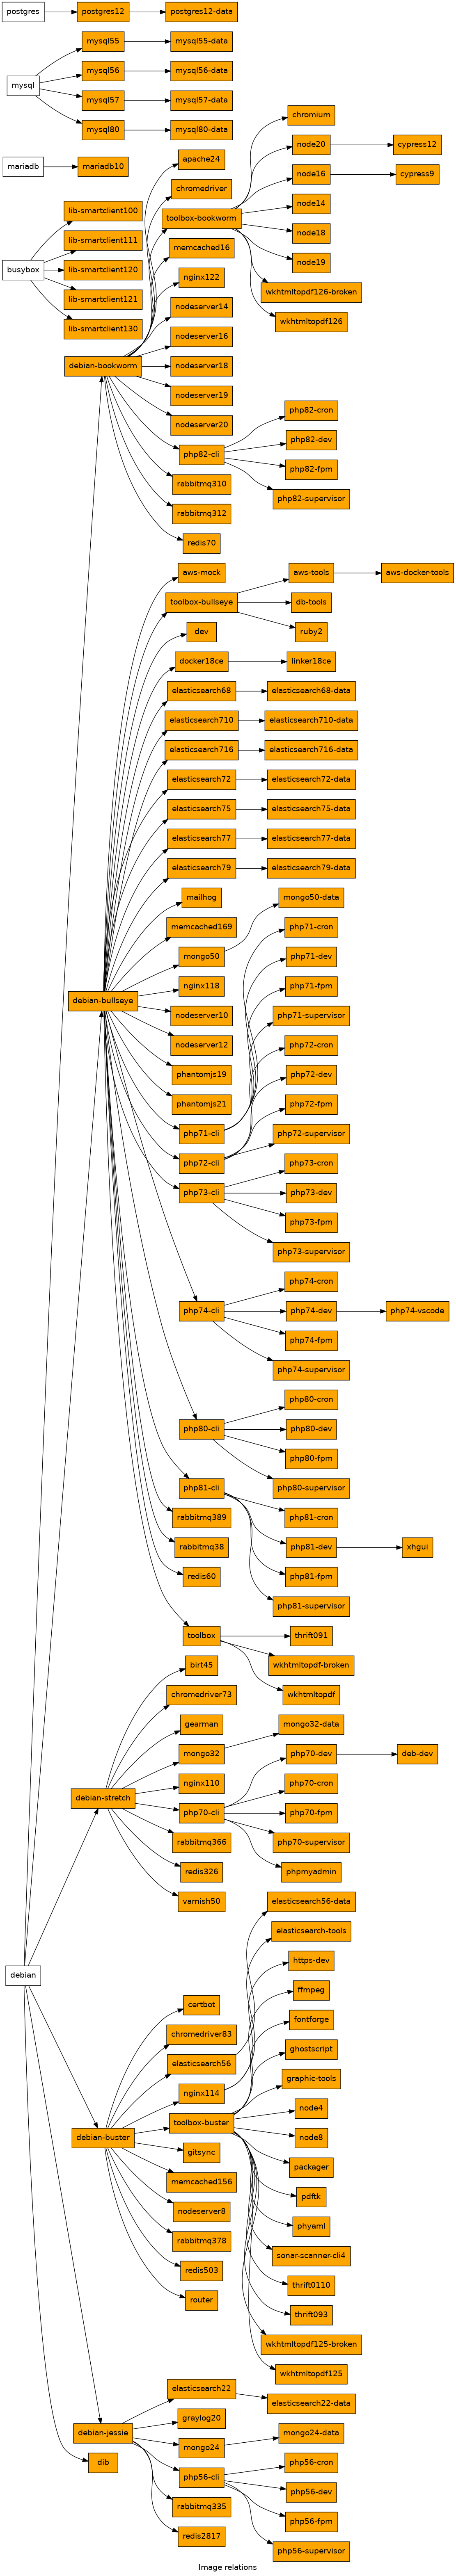 postgres
postgres12
postgres12-data
mysql
mysql55
mysql55-data
mysql56
mysql56-data
mysql57
mysql57-data
mysql80
mysql80-data
mariadb
mariadb10
busybox
lib-smartclient100
lib-smartclient111
lib-smartclient120
lib-smartclient121
lib-smartclient130
debian
debian-bookworm
apache24
chromedriver
toolbox-bookworm
chromium
node20
cypress12
node16
cypress9
node14
node18
node19
wkhtmltopdf126-broken
wkhtmltopdf126
memcached16
nginx122
nodeserver14
nodeserver16
nodeserver18
nodeserver19
nodeserver20
php82-cli
php82-cron
php82-dev
php82-fpm
php82-supervisor
rabbitmq310
rabbitmq312
redis70
debian-bullseye
aws-mock
toolbox-bullseye
aws-tools
aws-docker-tools
db-tools
ruby2
dev
docker18ce
linker18ce
elasticsearch68
elasticsearch68-data
elasticsearch710
elasticsearch710-data
elasticsearch716
elasticsearch716-data
elasticsearch72
elasticsearch72-data
elasticsearch75
elasticsearch75-data
elasticsearch77
elasticsearch77-data
elasticsearch79
elasticsearch79-data
mailhog
memcached169
mongo50
mongo50-data
nginx118
nodeserver10
nodeserver12
phantomjs19
phantomjs21
php71-cli
php71-cron
php71-dev
php71-fpm
php71-supervisor
php72-cli
php72-cron
php72-dev
php72-fpm
php72-supervisor
php73-cli
php73-cron
php73-dev
php73-fpm
php73-supervisor
php74-cli
php74-cron
php74-dev
php74-vscode
php74-fpm
php74-supervisor
php80-cli
php80-cron
php80-dev
php80-fpm
php80-supervisor
php81-cli
php81-cron
php81-dev
xhgui
php81-fpm
php81-supervisor
rabbitmq389
rabbitmq38
redis60
toolbox
thrift091
wkhtmltopdf-broken
wkhtmltopdf
debian-stretch
birt45
chromedriver73
gearman
mongo32
mongo32-data
nginx110
php70-cli
php70-dev
deb-dev
php70-cron
php70-fpm
php70-supervisor
phpmyadmin
rabbitmq366
redis326
varnish50
debian-buster
certbot
chromedriver83
elasticsearch56
elasticsearch56-data
elasticsearch-tools
nginx114
https-dev
toolbox-buster
ffmpeg
fontforge
ghostscript
graphic-tools
node4
node8
packager
pdftk
phyaml
sonar-scanner-cli4
thrift0110
thrift093
wkhtmltopdf125-broken
wkhtmltopdf125
gitsync
memcached156
nodeserver8
rabbitmq378
redis503
router
debian-jessie
elasticsearch22
elasticsearch22-data
graylog20
mongo24
mongo24-data
php56-cli
php56-cron
php56-dev
php56-fpm
php56-supervisor
rabbitmq335
redis2817
dib
Image relations